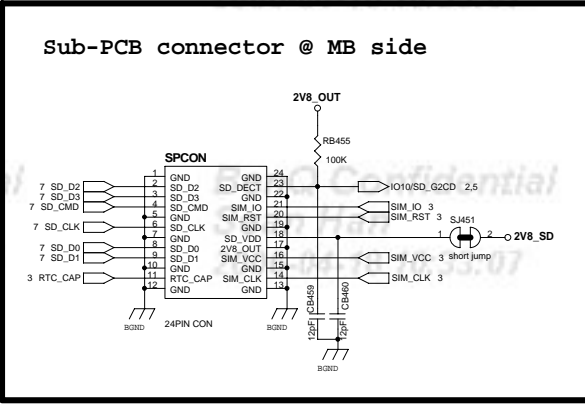 Sub-PCB connector @ MB side
2V8_OUT
RB455
100K
SPCON
1 GND GND 24
7 SD_D2 2 SD_D2 SD_DECT 23 IO10/SD_G2CD 2,5
7 SD_D3 3 SD_D3 GND 22
7 SD_CMD 4 SD_CMD SIM_IO 21 SIM_IO 3
5 GND SIM_RST 20 SIM_RST 3
7 SD_CLK 6 SD_CLK GND 19
7 GND SD_VDD 18
7 SD_D0 8 SD_D0 2V8_OUT 17
7 SD_D1 9 SD_D1 SIM_VCC 16 SIM_VCC 3
10 GND GND 15
3 RTC_CAP 11 RTC_CAP SIM_CLK 14 SIM_CLK 3
12 GND GND 13
SJ451
1 2 2V8_SD
short jump
BGND
24PIN CON
BGND
CB459
12pF
CB460
12pF
BGND
Confidential